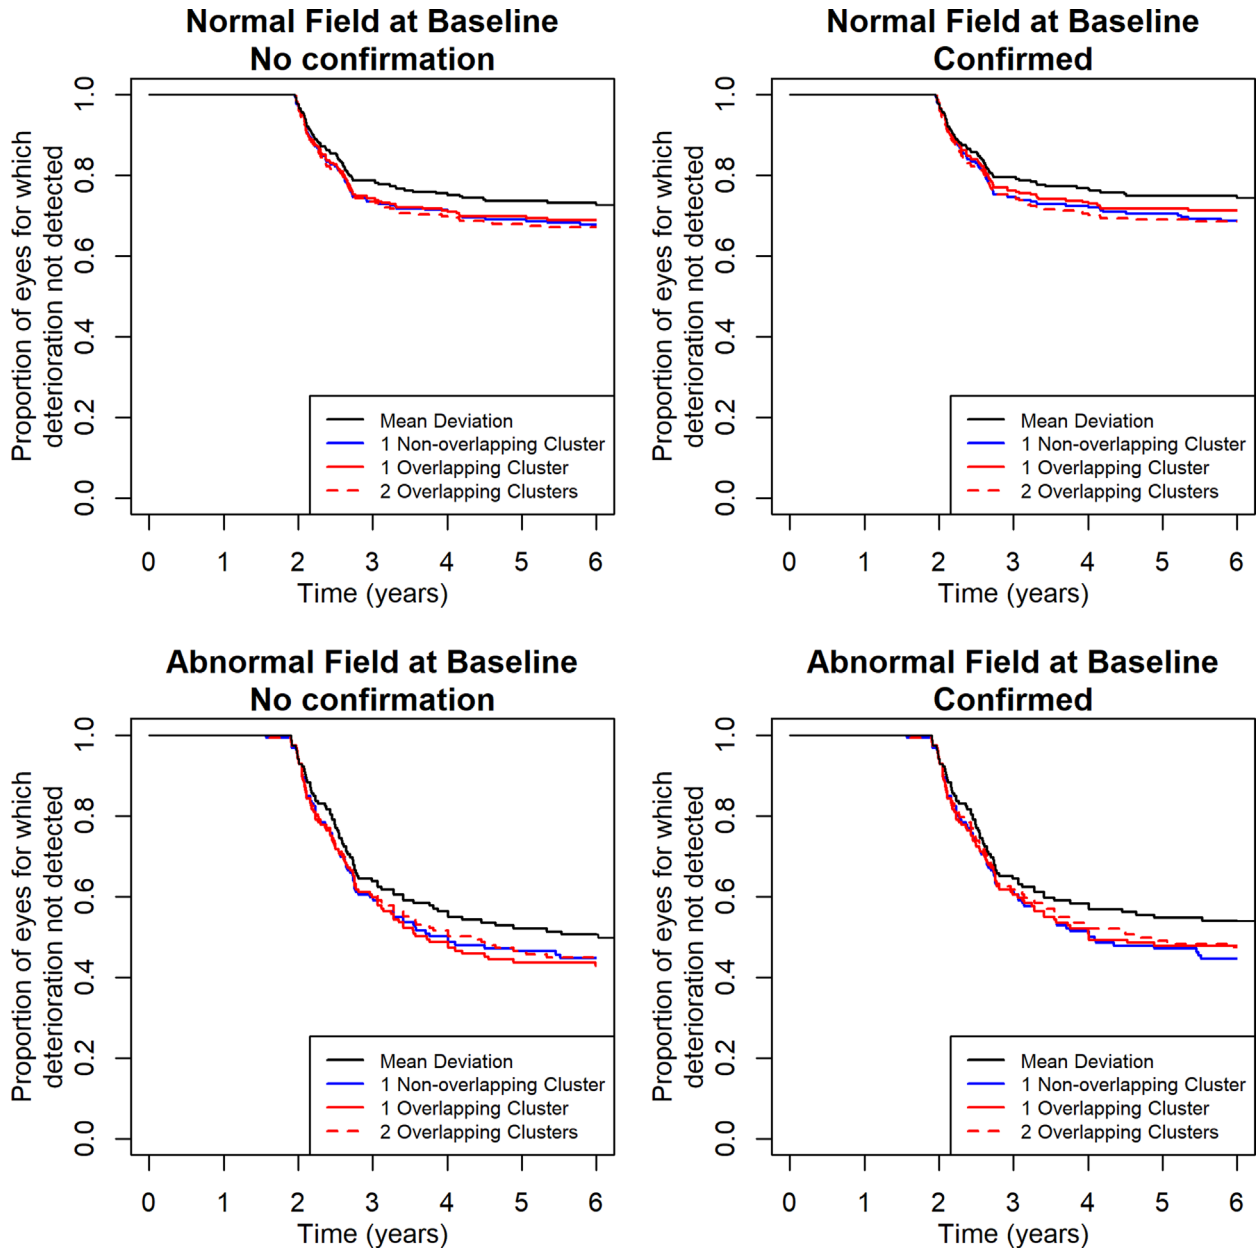 Normal Field at Baseline
No confirmation
Proportion of eyes for which
deterioration not detected
1.0
0.8
0.6
0.4
0.2
0.0
Mean Deviation
1 Non-overlapping Cluster
1 Overlapping Cluster
2 Overlapping Clusters
0 1 2 3 4 5 6
Time (years)
Normal Field at Baseline
Confirmed
Proportion of eyes for which
deterioration not detected
1.0
0.8
0.6
0.4
0.2
0.0
Mean Deviation
1 Non-overlapping Cluster
1 Overlapping Cluster
2 Overlapping Clusters
0 1 2 3 4 5 6
Time (years)
Abnormal Field at Baseline
No confirmation
Proportion of eyes for which
deterioration not detected
1.0
0.8
0.6
0.4
0.2
0.0
Mean Deviation
1 Non-overlapping Cluster
1 Overlapping Cluster
2 Overlapping Clusters
0 1 2 3 4 5 6
Time (years)
Abnormal Field at Baseline
Confirmed
Proportion of eyes for which
deterioration not detected
1.0
0.8
0.6
0.4
0.2
0.0
Mean Deviation
1 Non-overlapping Cluster
1 Overlapping Cluster
2 Overlapping Clusters
0 1 2 3 4 5 6
Time (years)